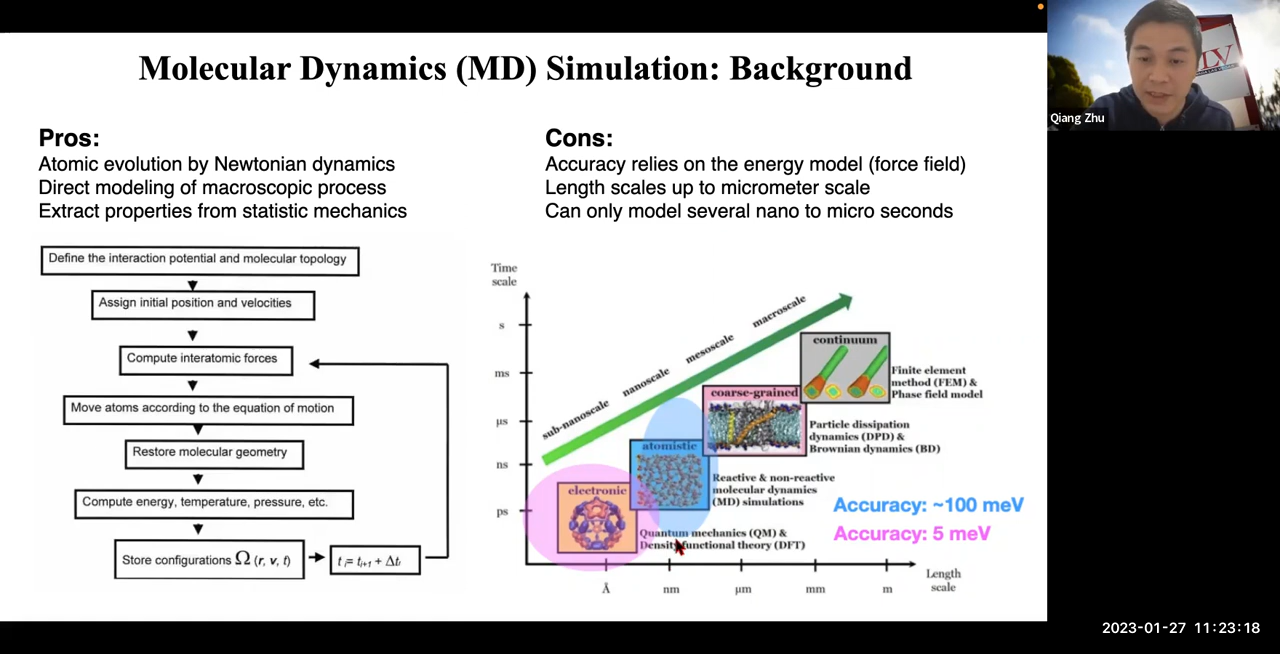 Molecular Dynamics (MD) Simulation: Background
Pros:
Atomic evolution by Newtonian dynamics
Direct modeling of macroscopic process
Extract properties from statistic mechanics
Cons:
Accuracy relies on the energy model (force field)
Length scales up to micrometer scale
Can only model several nano to micro seconds
Define the interaction potential and molecular topology
Assign initial position and velocities
Compute interatomic forces
Move atoms according to the equation of motion
Restore molecular geometry
Compute energy, temperature, pressure, etc.
Store configurations Ω (r, v, t)
tᵢ= tᵢ₊₁ + Δtᵢ
Time
scale
s
ms
µs
ns
ps
sub-nanoscale
nanoscale
mesoscale
macroscale
continuum
Finite element
method (FEM) &
Phase field model
coarse-grained
Particle dissipation
dynamics (DPD) &
Brownian dynamics (BD)
atomistic
Reactive & non-reactive
molecular dynamics
(MD) simulations
electronic
Quantum mechanics (QM) &
Density functional theory (DFT)
Accuracy: ~100 meV
Accuracy: 5 meV
Å
nm
µm
mm
m
Length
scale
LV
Qiang Zhu
2023-01-27 11:23:18